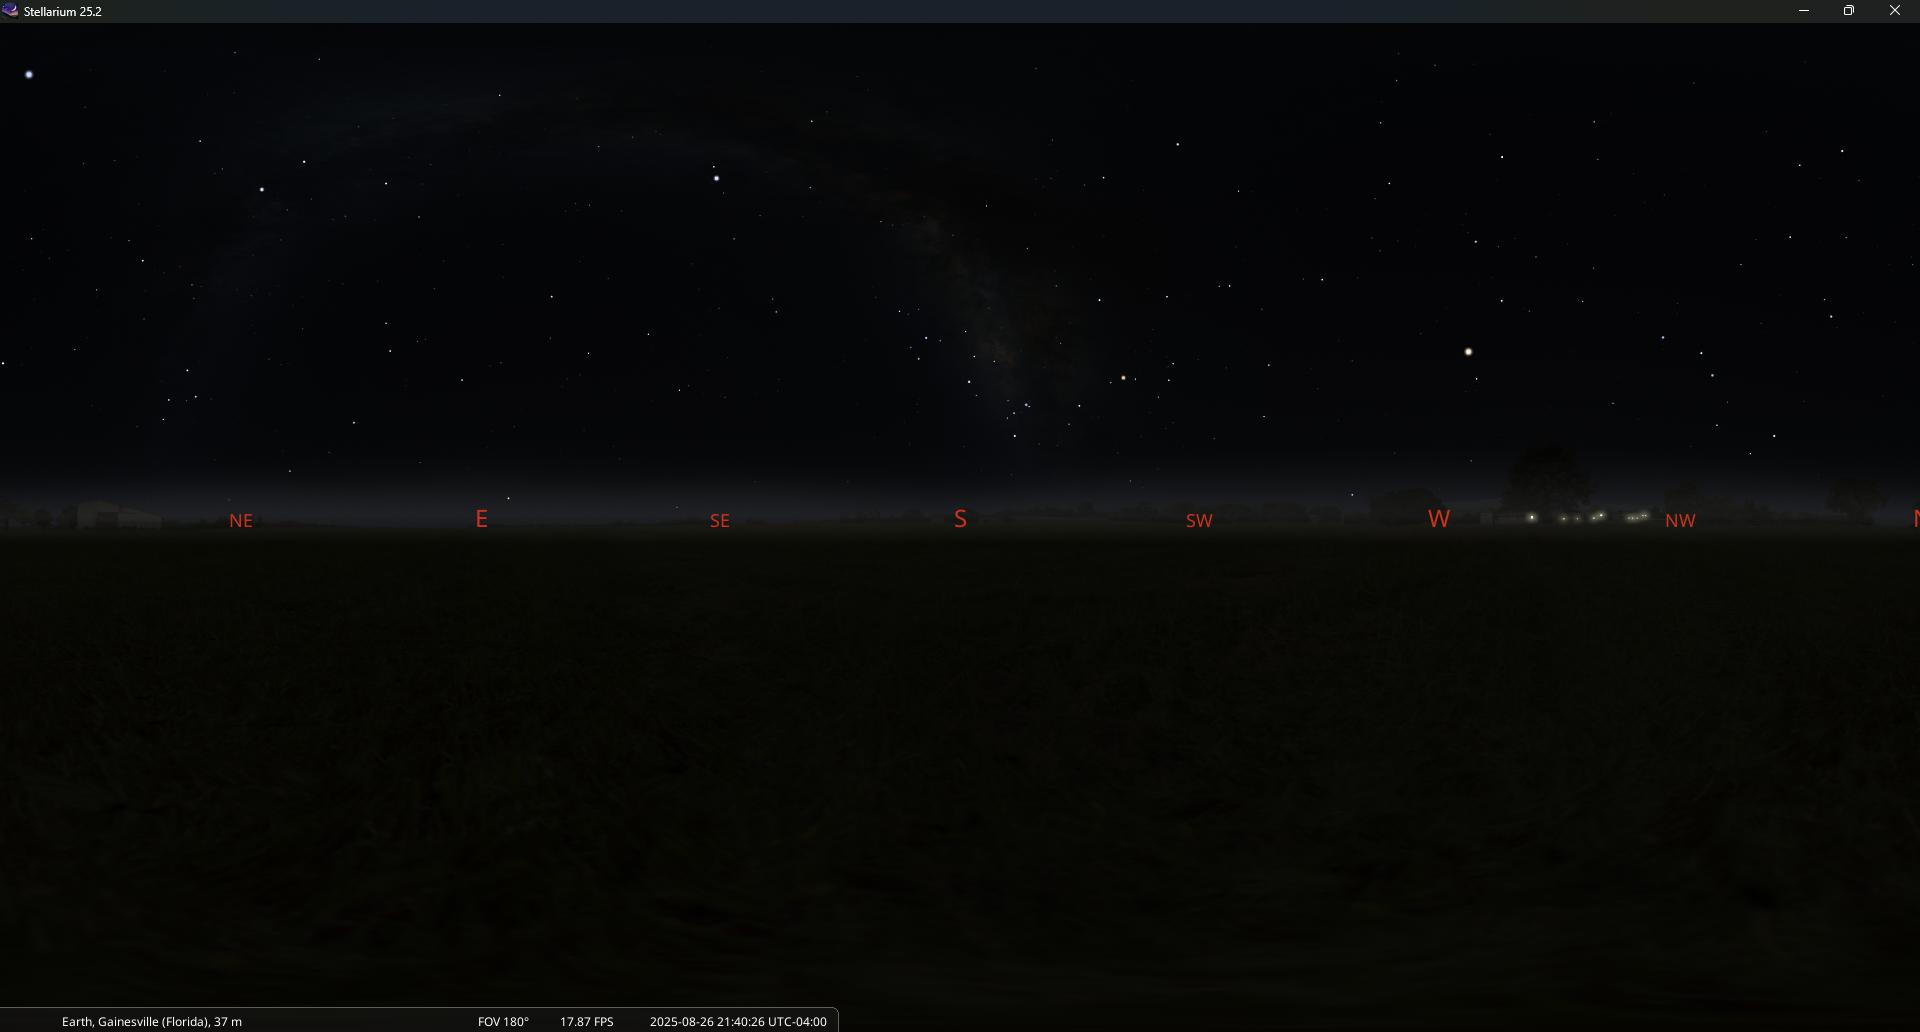 Stellarium 25.2
NE E SE S SW W NW
Earth, Gainesville (Florida), 37 m FOV 180° 17.87 FPS 2025-08-26 21:40:26 UTC-04:00